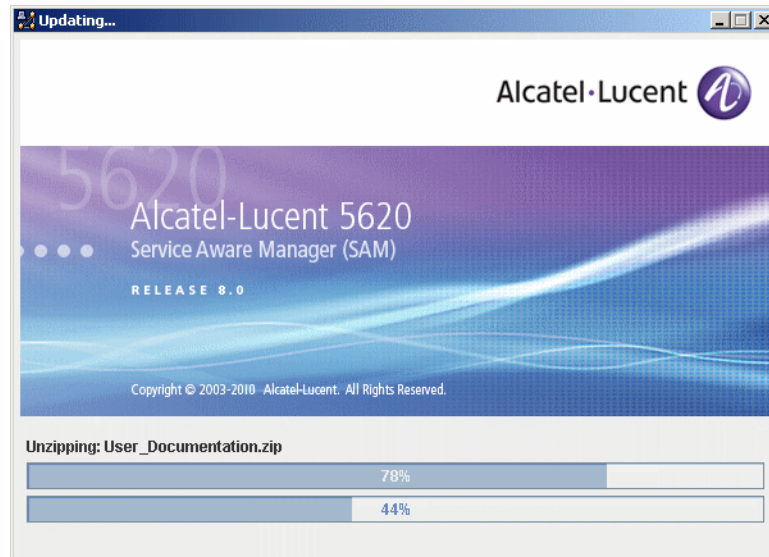 Updating...
Alcatel·Lucent
5620
Alcatel-Lucent 5620
Service Aware Manager (SAM)
RELEASE 8.0
Copyright © 2003-2010 Alcatel-Lucent. All Rights Reserved.
Unzipping: User_Documentation.zip
78%
44%